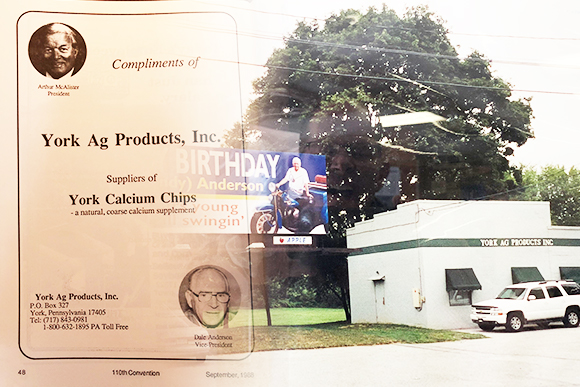 Compliments of
Arthur McAlister
President
York Ag Products, Inc.
Suppliers of
York Calcium Chips
- a natural, coarse calcium supplement
York Ag Products, Inc.
P.O. Box 327
York, Pennsylvania 17405
Tel: (717) 843-0981
1-800-632-1895 PA Toll Free
Dale Anderson
Vice President
48
110th Convention
September, 1988
BIRTHDAY
) Anderson
young
swingin'
APPLE
YORK AG PRODUCTS INC